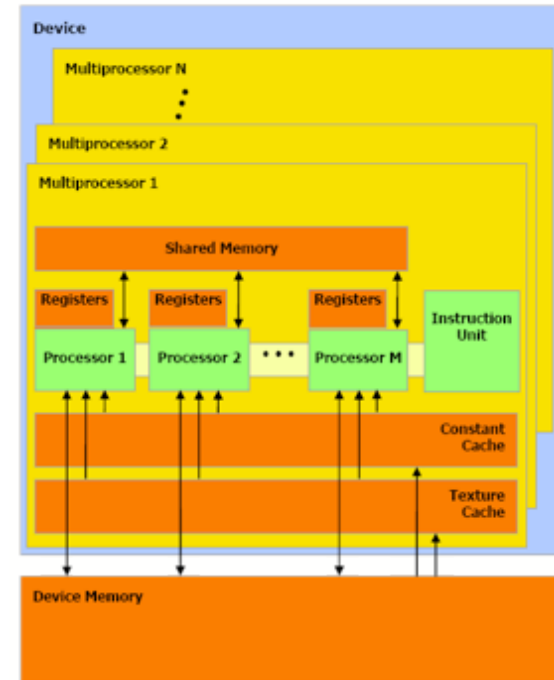 Device
Multiprocessor N
Multiprocessor 2
Multiprocessor 1
Shared Memory
Registers
Registers
Registers
Instruction
Unit
Processor 1
Processor 2
Processor M
Constant
Cache
Texture
Cache
Device Memory